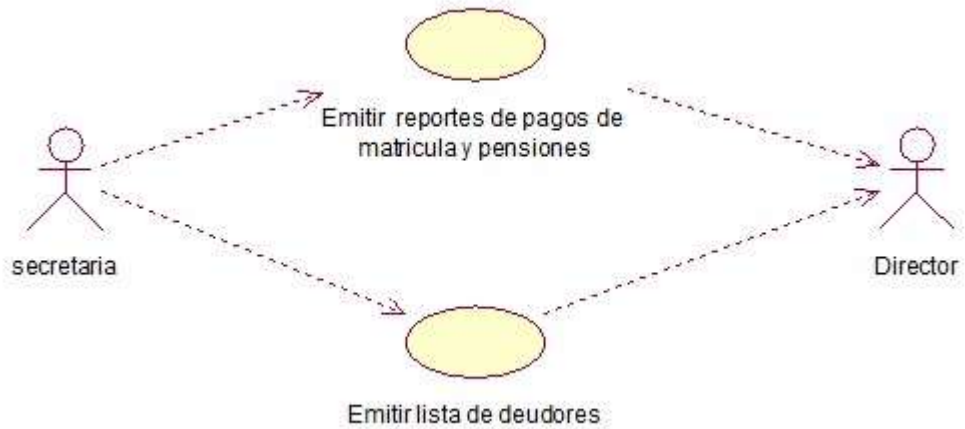 Emitir reportes de pagos de
matricula y pensiones
secretaria
Director
Emitir lista de deudores